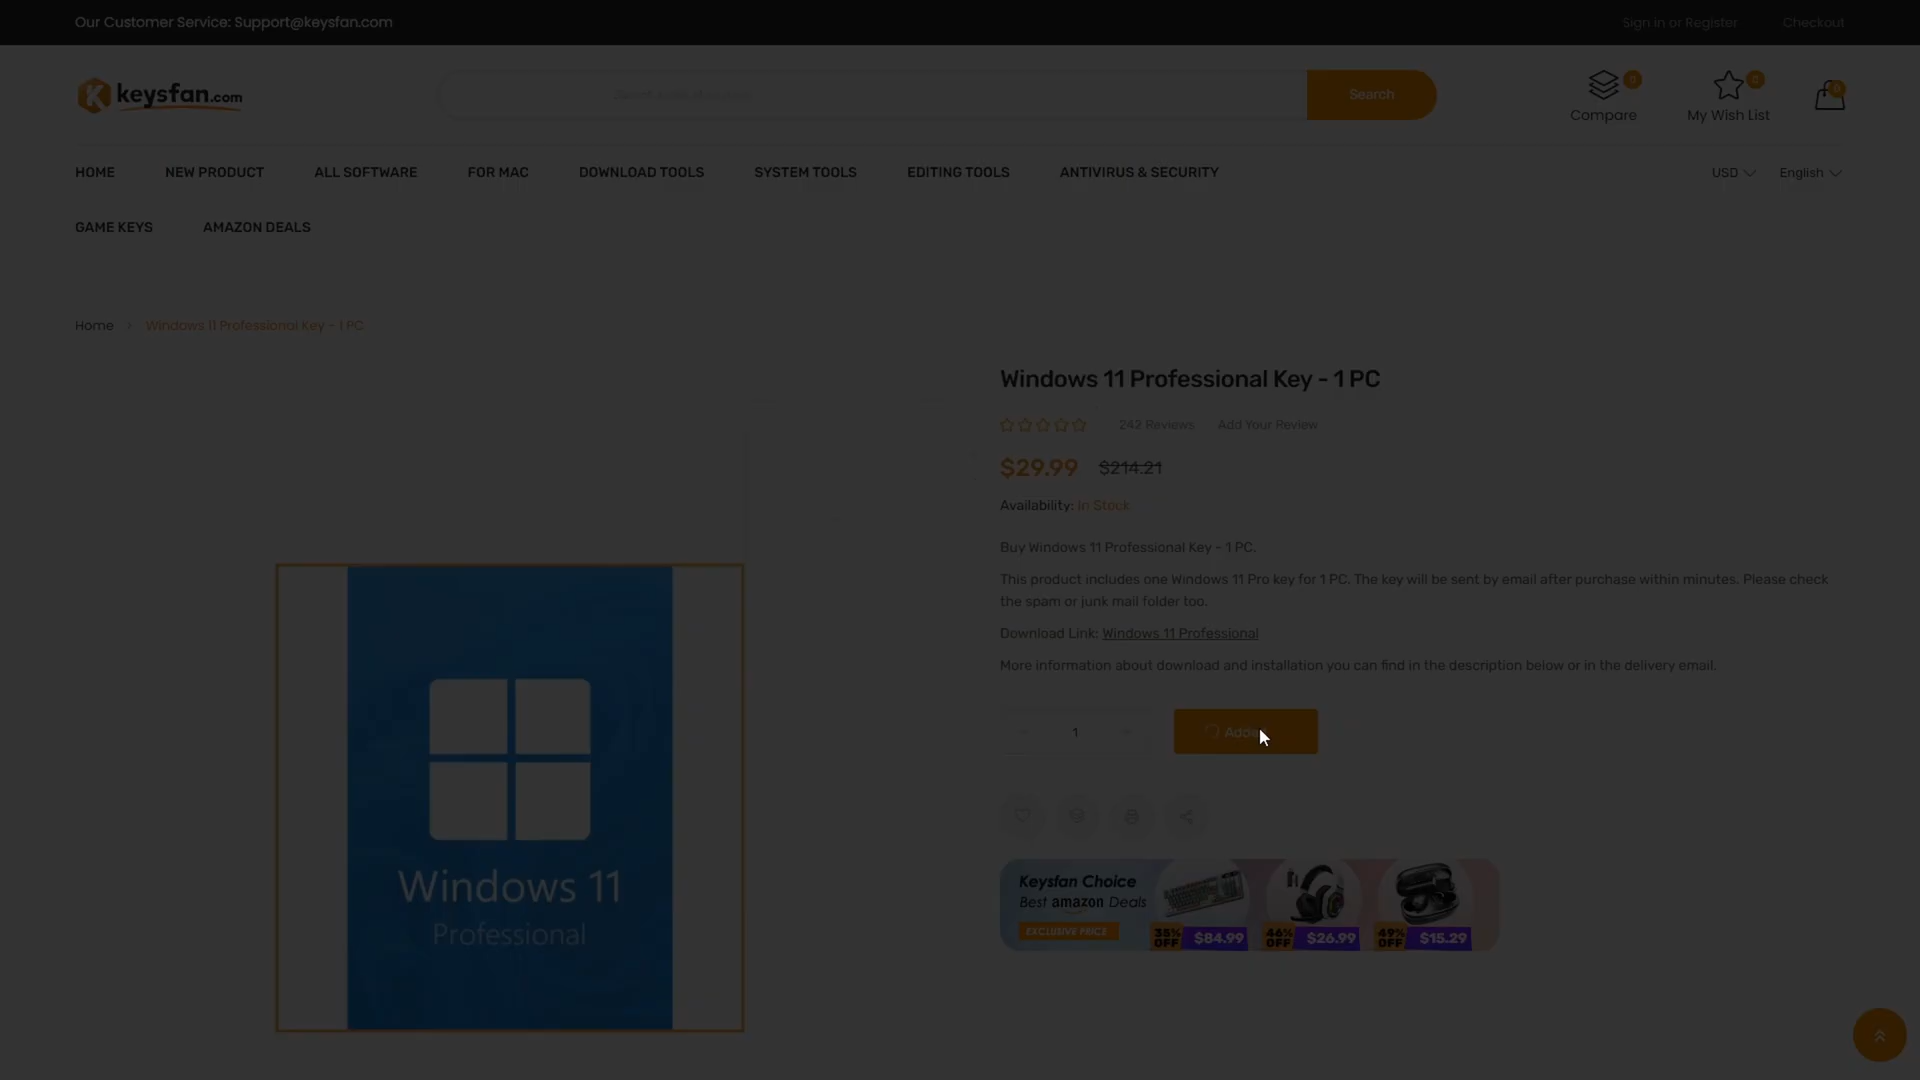 Our Customer Service: Support@keysfan.com
Sign in or Register
Checkout
keysfan.com
Search
0
Compare
My Wish List
0
HOME
NEW PRODUCT
ALL SOFTWARE
FOR MAC
DOWNLOAD TOOLS
SYSTEM TOOLS
EDITING TOOLS
ANTIVIRUS & SECURITY
USD
English
GAME KEYS
AMAZON DEALS
Home
Windows 11 Professional Key - 1 PC
Windows 11 Professional Key - 1 PC
242 Reviews
Add Your Review
$29.99
$214.21
Availability: In Stock
Buy Windows 11 Professional Key - 1 PC.
This product includes one Windows 11 Pro key for 1 PC. The key will be sent by email after purchase within minutes. Please check
the spam or junk mail folder too.
Download Link: Windows 11 Professional
More information about download and installation you can find in the description below or in the delivery email.
1
Windows 11
Professional
Keysfan Choice
Best amazon Deals
EXCLUSIVE PRICE
35%
OFF
$84.99
46%
OFF
$26.99
49%
OFF
$15.29